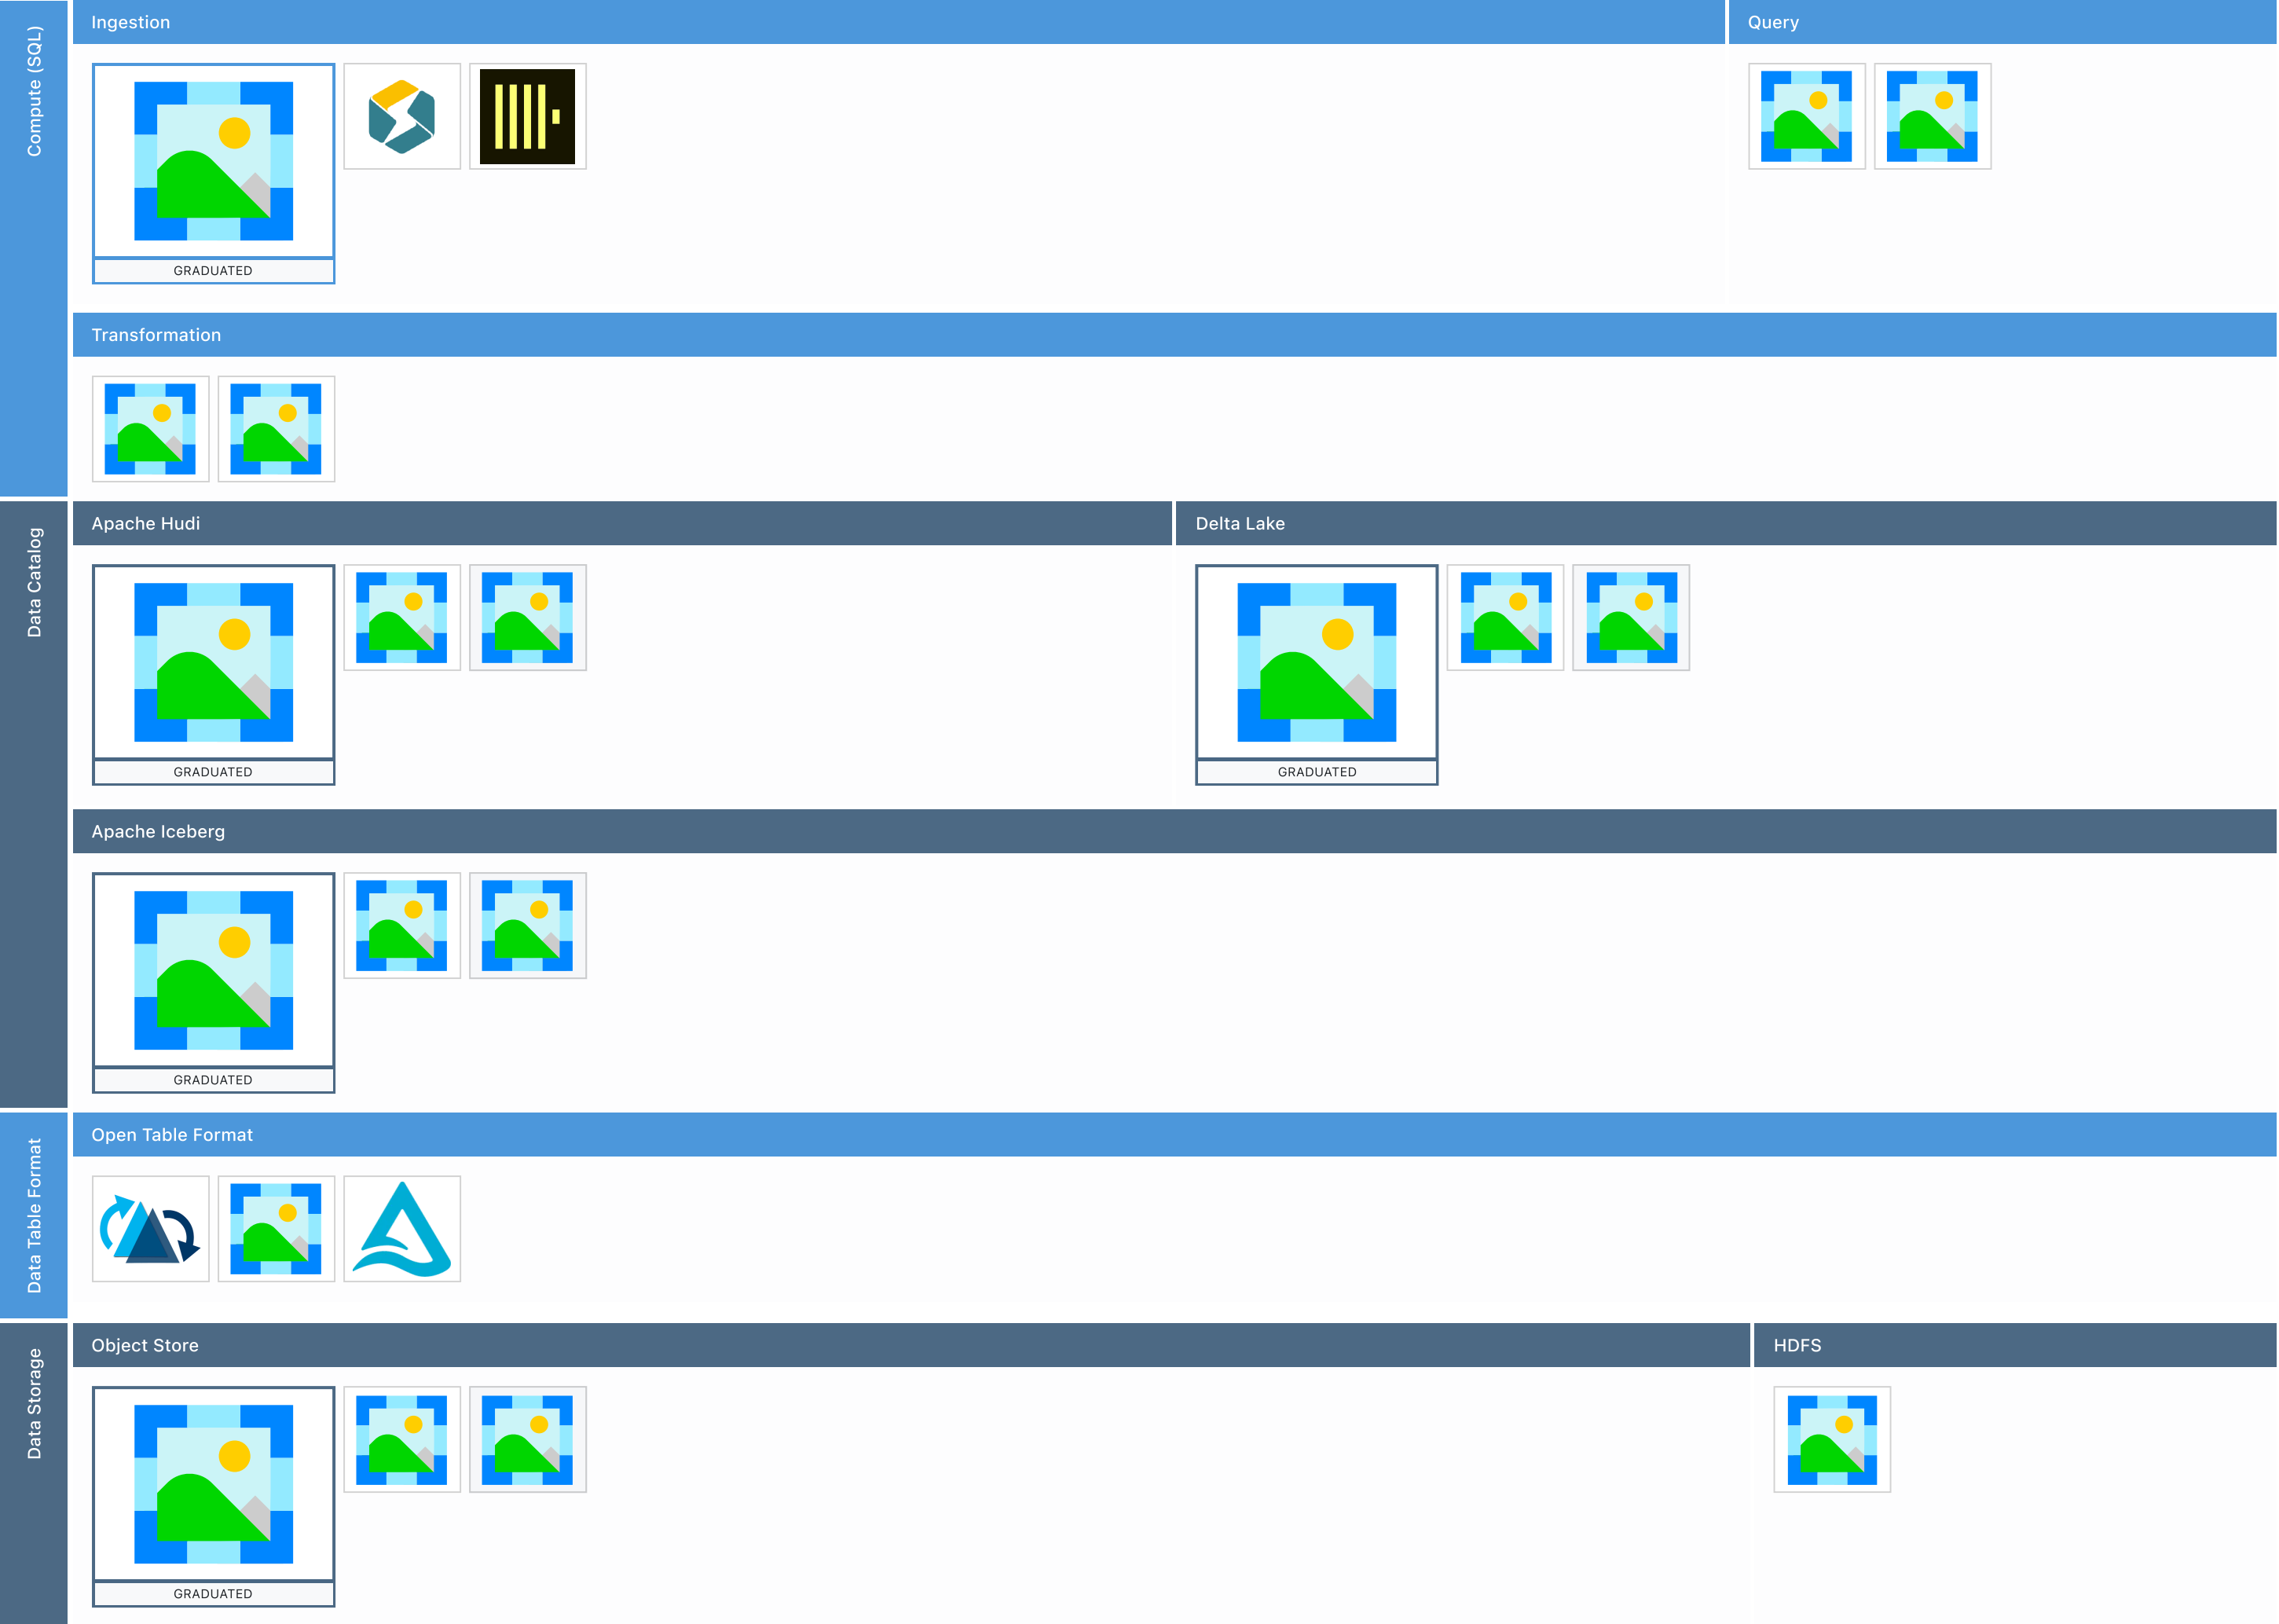 Compute (SQL)
Ingestion
Query
GRADUATED
Transformation
Data Catalog
Apache Hudi
Delta Lake
GRADUATED
GRADUATED
Apache Iceberg
GRADUATED
Data Table Format
Open Table Format
Data Storage
Object Store
HDFS
GRADUATED